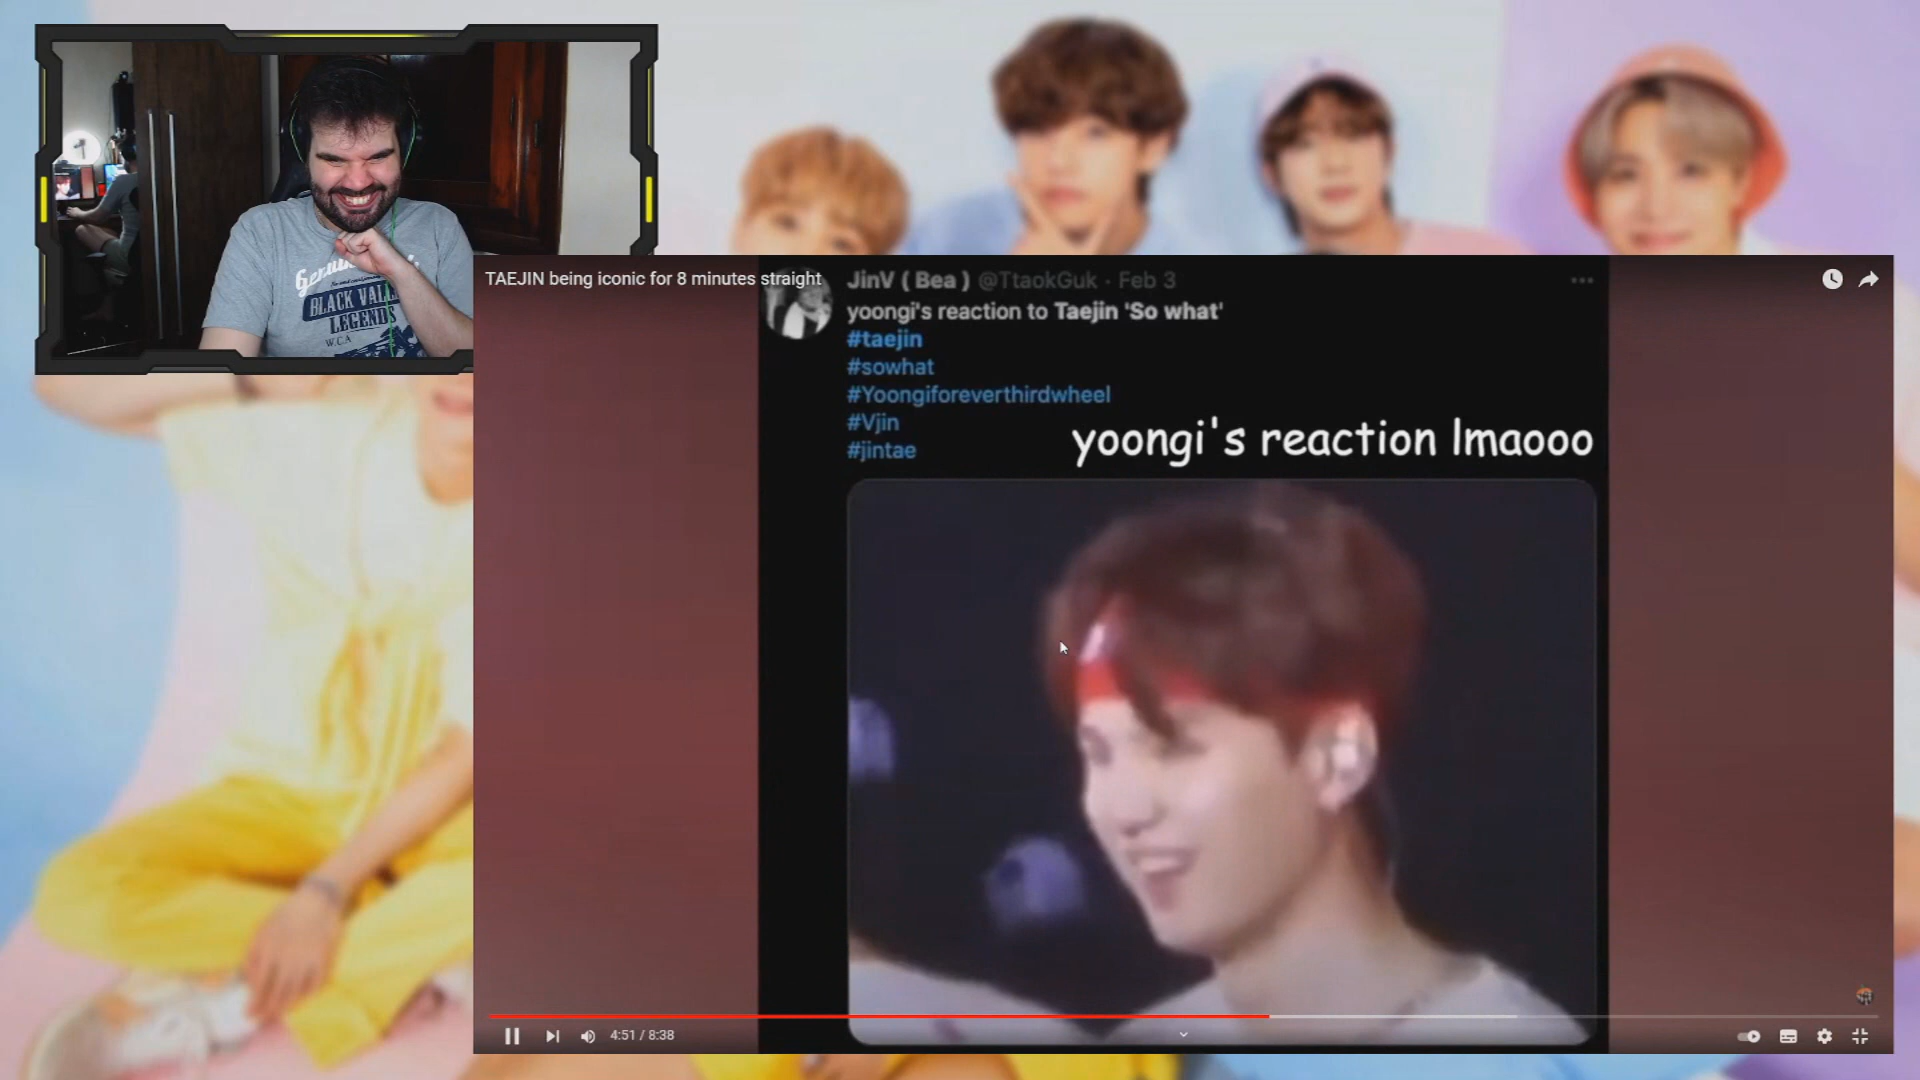 TAEJIN being iconic for 8 minutes straight
JinV ( Bea ) @TtaokGuk · Feb 3
yoongi's reaction to Taejin 'So what'
#taejin
#sowhat
#Yoongiforeverthirdwheel
#Vjin
#jintae
yoongi's reaction lmaooo
BLACK VALL
LEGENDS
W.C.A
4:51 / 8:38